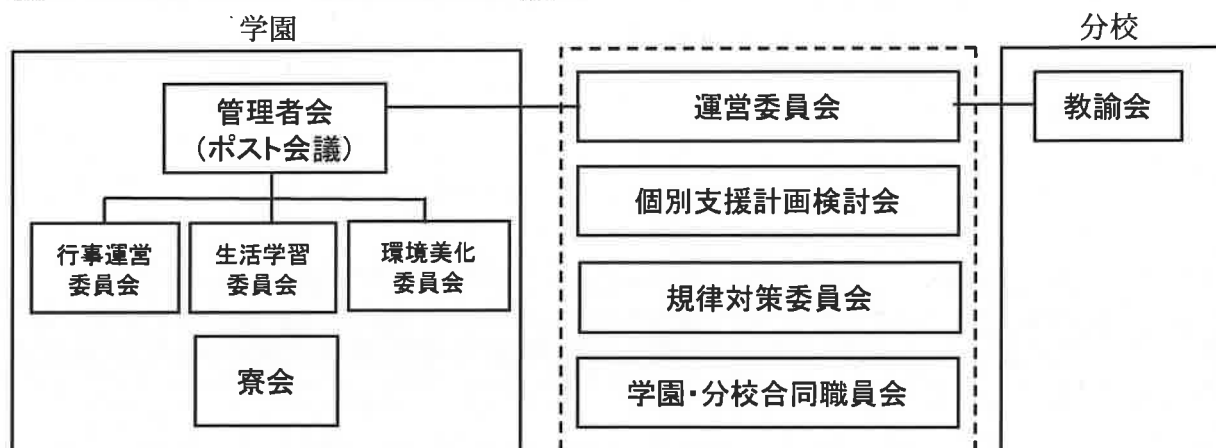 学園
分校
管理者会
(ポスト会議)
運営委員会
教諭会
個別支援計画検討会
行事運営
委員会
生活学習
委員会
環境美化
委員会
規律対策委員会
寮会
学園・分校合同職員会